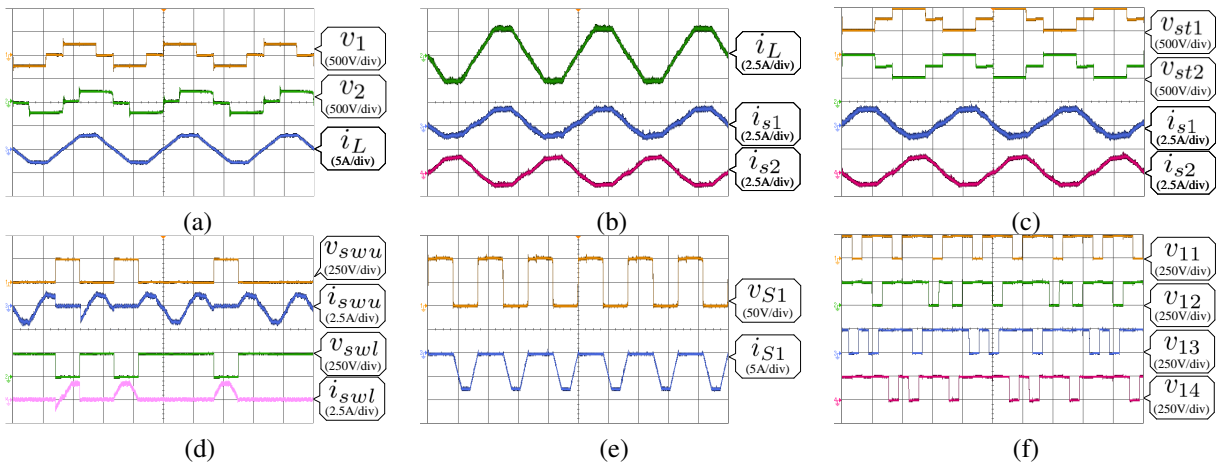 v1
(500V/div)
v2
(500V/div)
iL
(5A/div)
(a)
iL
(2.5A/div)
is1
(2.5A/div)
is2
(2.5A/div)
(b)
vst1
(500V/div)
vst2
(500V/div)
is1
(2.5A/div)
is2
(2.5A/div)
(c)
vswu
(250V/div)
iswu
(2.5A/div)
vswl
(250V/div)
iswl
(2.5A/div)
(d)
vS1
(50V/div)
iS1
(5A/div)
(e)
v11
(250V/div)
v12
(250V/div)
v13
(250V/div)
v14
(250V/div)
(f)